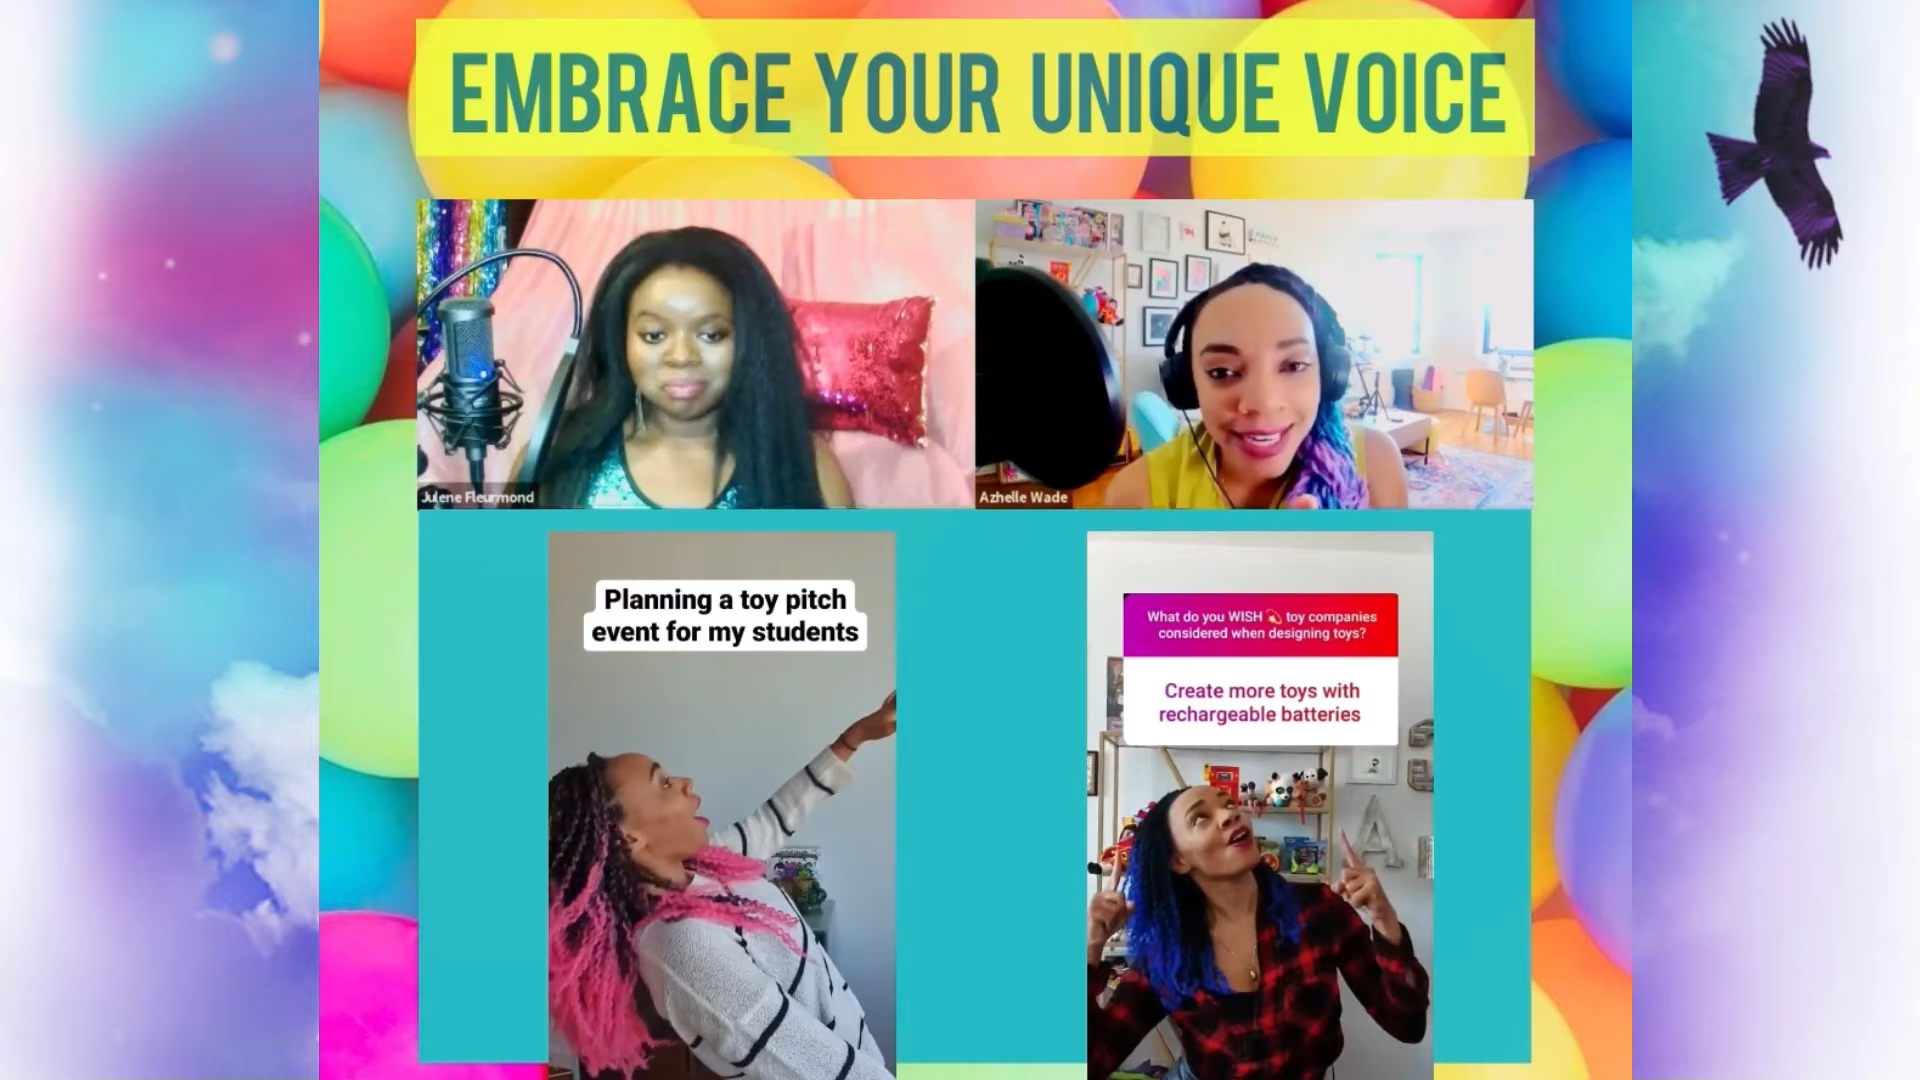 EMBRACE YOUR UNIQUE VOICE
Julene Fleurmond
Azhelle Wade
Planning a toy pitch
event for my students
What do you WISH 💫 toy companies
considered when designing toys?
Create more toys with
rechargeable batteries
A